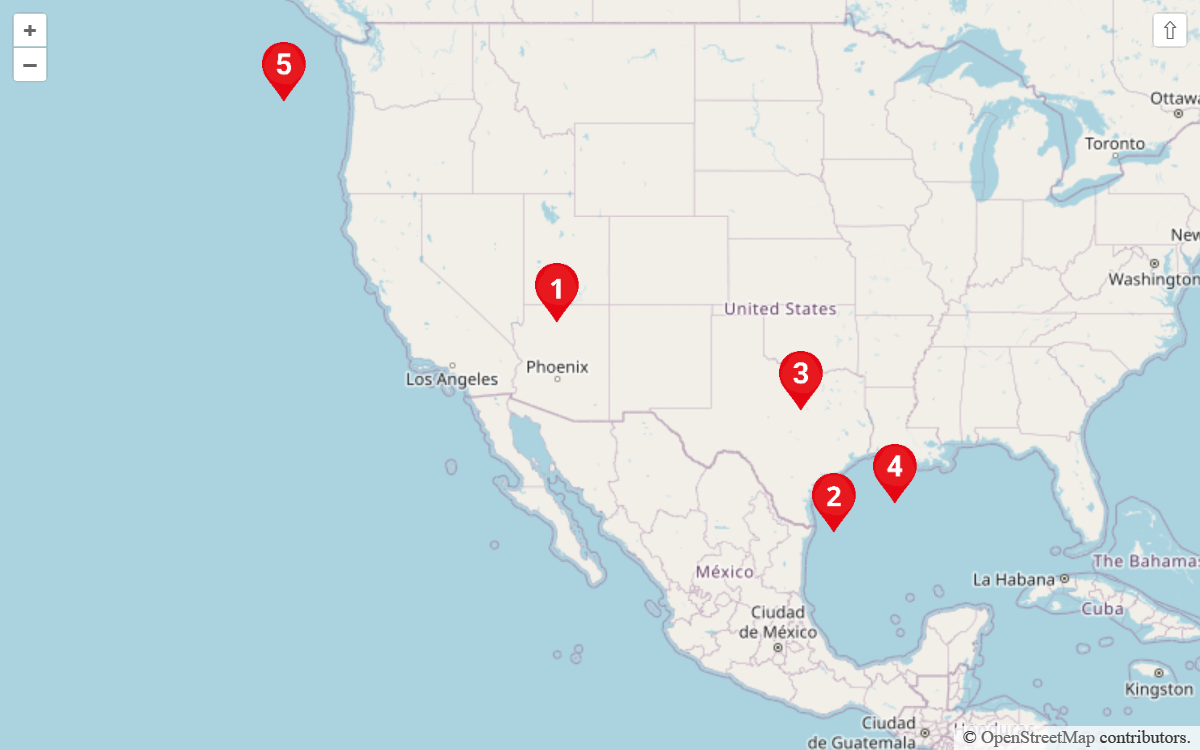 +
−
⇧
5
Ottawa
Toronto
New
Washington
1
United States
Phoenix
Los Angeles
3
4
2
The Bahamas
México
La Habana
Cuba
Ciudad
de México
Kingston
Ciudad
de Guatemala
© OpenStreetMap contributors.